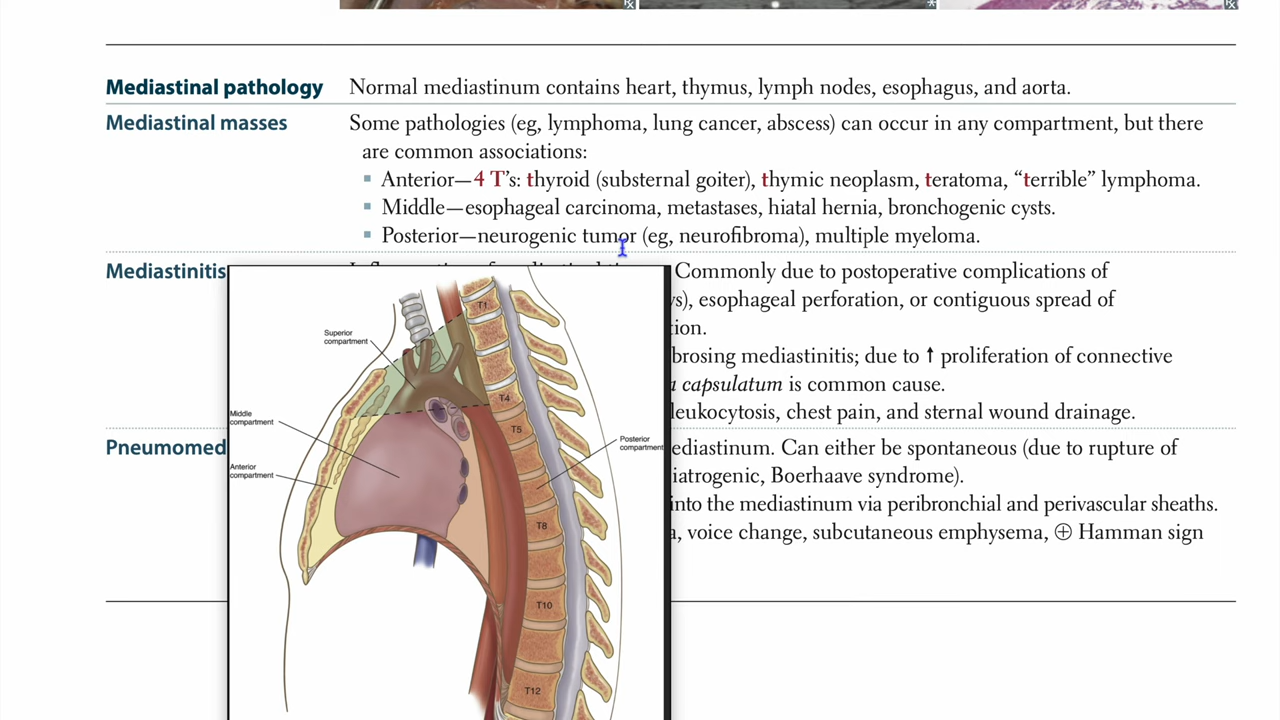 Mediastinal pathology Normal mediastinum contains heart, thymus, lymph nodes, esophagus, and aorta.
Mediastinal masses Some pathologies (eg, lymphoma, lung cancer, abscess) can occur in any compartment, but there
are common associations:
▪ Anterior—4 T's: thyroid (substernal goiter), thymic neoplasm, teratoma, “terrible” lymphoma.
▪ Middle—esophageal carcinoma, metastases, hiatal hernia, bronchogenic cysts.
▪ Posterior—neurogenic tumor (eg, neurofibroma), multiple myeloma.
Mediastinitis Commonly due to postoperative complications of
esophageal perforation, or contiguous spread of
brosing mediastinitis; due to ↑ proliferation of connective
capsulatum is common cause.
leukocytosis, chest pain, and sternal wound drainage.
Pneumomed ediastinum. Can either be spontaneous (due to rupture of
iatrogenic, Boerhaave syndrome).
into the mediastinum via peribronchial and perivascular sheaths.
voice change, subcutaneous emphysema, ⊕ Hamman sign
Superior
compartment
Middle
compartment
Anterior
compartment
Posterior
compartment
T1
T4
T5
T8
T10
T12